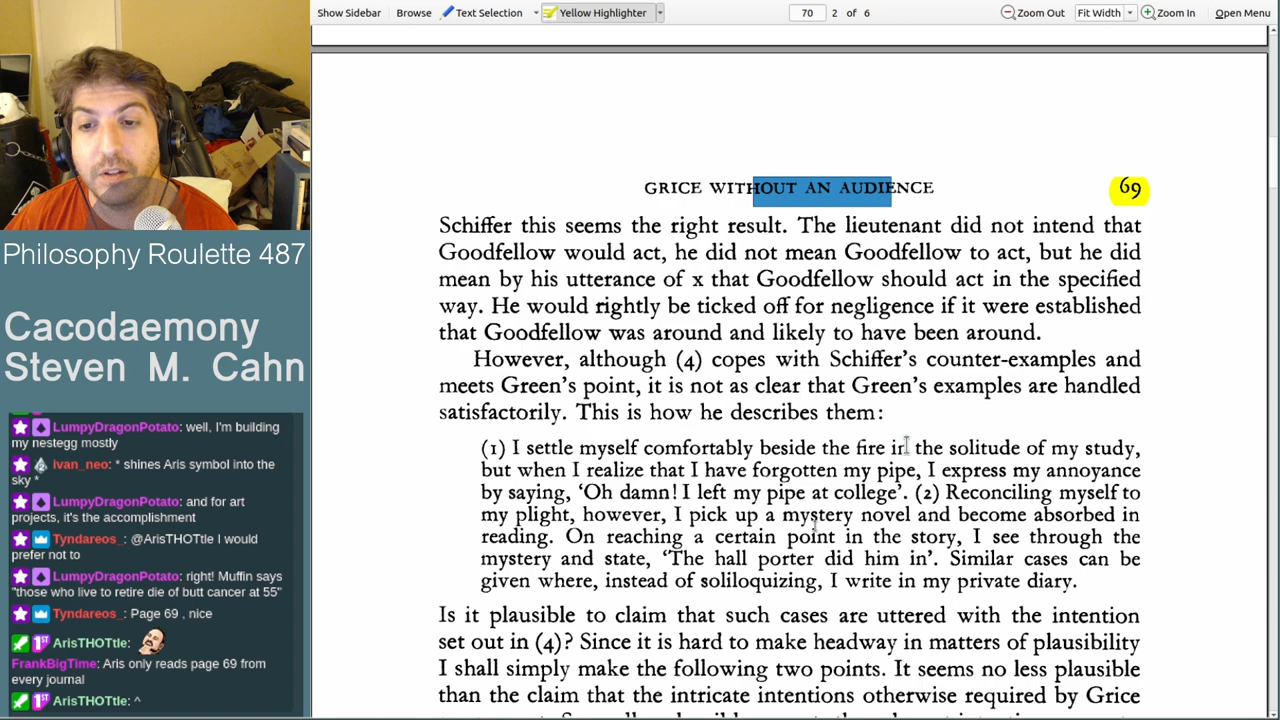 Show Sidebar Browse Text Selection Yellow Highlighter 70 2 of 6 Zoom Out Fit Width Zoom In Open Menu
GRICE WITHOUT AN AUDIENCE 69
Schiffer this seems the right result. The lieutenant did not intend that
Goodfellow would act, he did not mean Goodfellow to act, but he did
mean by his utterance of x that Goodfellow should act in the specified
way. He would rightly be ticked off for negligence if it were established
that Goodfellow was around and likely to have been around.
However, although (4) copes with Schiffer's counter-examples and
meets Green's point, it is not as clear that Green's examples are handled
satisfactorily. This is how he describes them:
(1) I settle myself comfortably beside the fire in the solitude of my study,
but when I realize that I have forgotten my pipe, I express my annoyance
by saying, 'Oh damn! I left my pipe at college'. (2) Reconciling myself to
my plight, however, I pick up a mystery novel and become absorbed in
reading. On reaching a certain point in the story, I see through the
mystery and state, 'The hall porter did him in'. Similar cases can be
given where, instead of soliloquizing, I write in my private diary.
Is it plausible to claim that such cases are uttered with the intention
set out in (4)? Since it is hard to make headway in matters of plausibility
I shall simply make the following two points. It seems no less plausible
than the claim that the intricate intentions otherwise required by Grice
Philosophy Roulette 487
Cacodaemony
Steven M. Cahn
LumpyDragonPotato: well, I'm building
my nestegg mostly
ivan_neo: * shines Aris symbol into the
sky *
LumpyDragonPotato: and for art
projects, it's the accomplishment
Tyndareos_: @ArisTHOTtle I would
prefer not to
LumpyDragonPotato: right! Muffin says
"those who live to retire die of butt cancer at 55"
Tyndareos_: Page 69 , nice
ArisTHOTtle:
FrankBigTime: Aris only reads page 69 from
every journal
ArisTHOTtle: ^